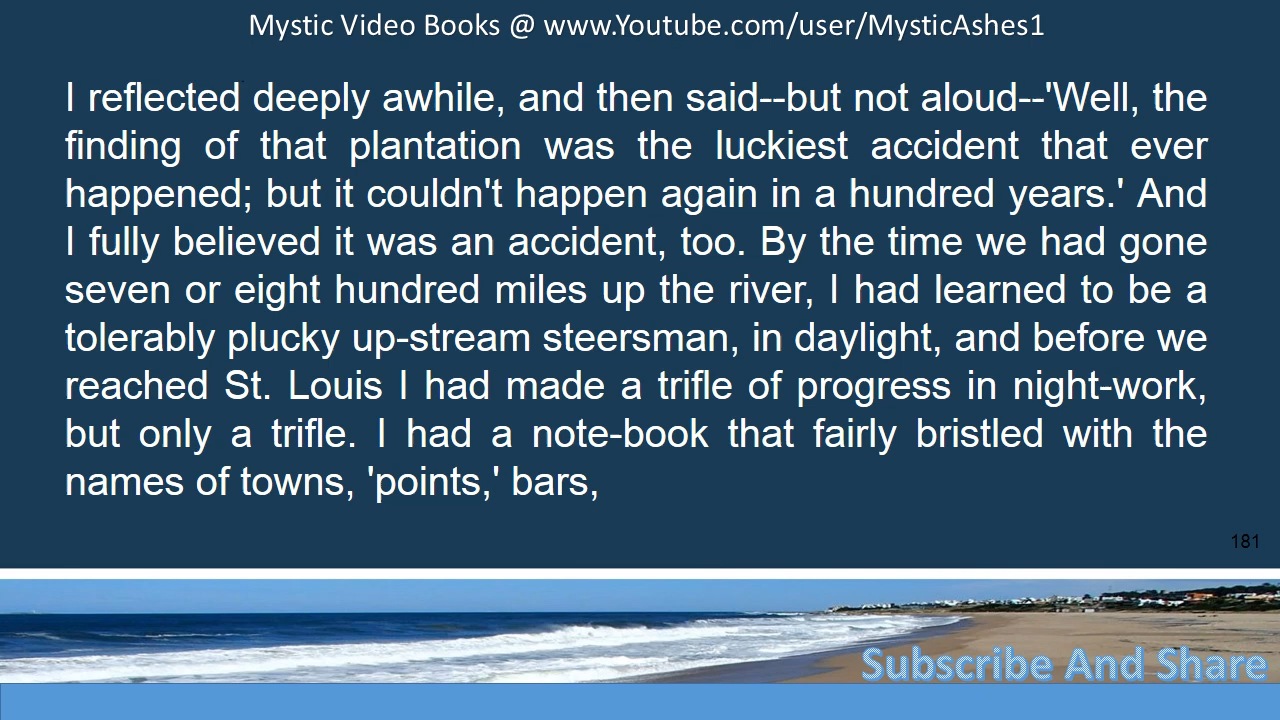 Mystic Video Books @ www.Youtube.com/user/MysticAshes1
I reflected deeply awhile, and then said--but not aloud--'Well, the
finding of that plantation was the luckiest accident that ever
happened; but it couldn't happen again in a hundred years.' And
I fully believed it was an accident, too. By the time we had gone
seven or eight hundred miles up the river, I had learned to be a
tolerably plucky up-stream steersman, in daylight, and before we
reached St. Louis I had made a trifle of progress in night-work,
but only a trifle. I had a note-book that fairly bristled with the
names of towns, 'points,' bars,
181
Subscribe And Share